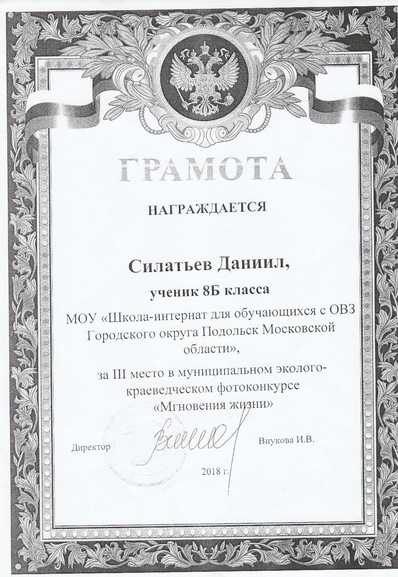 ГРАМОТА
НАГРАЖДАЕТСЯ
Силатьев Даниил,
ученик 8Б класса
МОУ «Школа-интернат для обучающихся с ОВЗ
Городского округа Подольск Московской
области»,
за III место в муниципальном эколого-
краеведческом фотоконкурсе
«Мгновения жизни»
Директор
Внукова И.В.
2018 г.